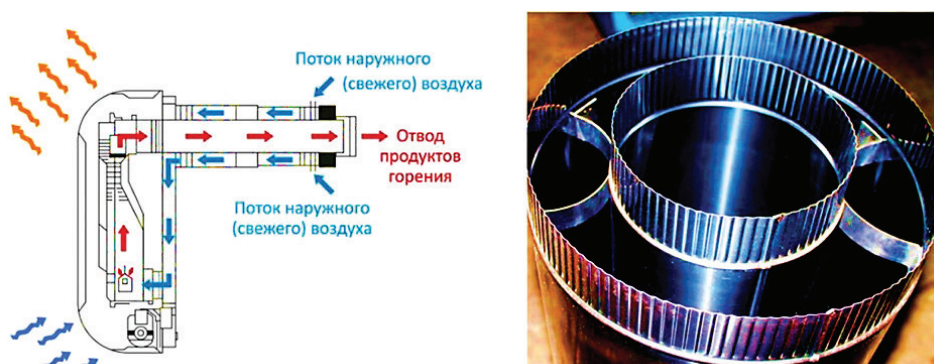 Поток наружного
(свежего) воздуха
Отвод
продуктов
горения
Поток наружного
(свежего) воздуха